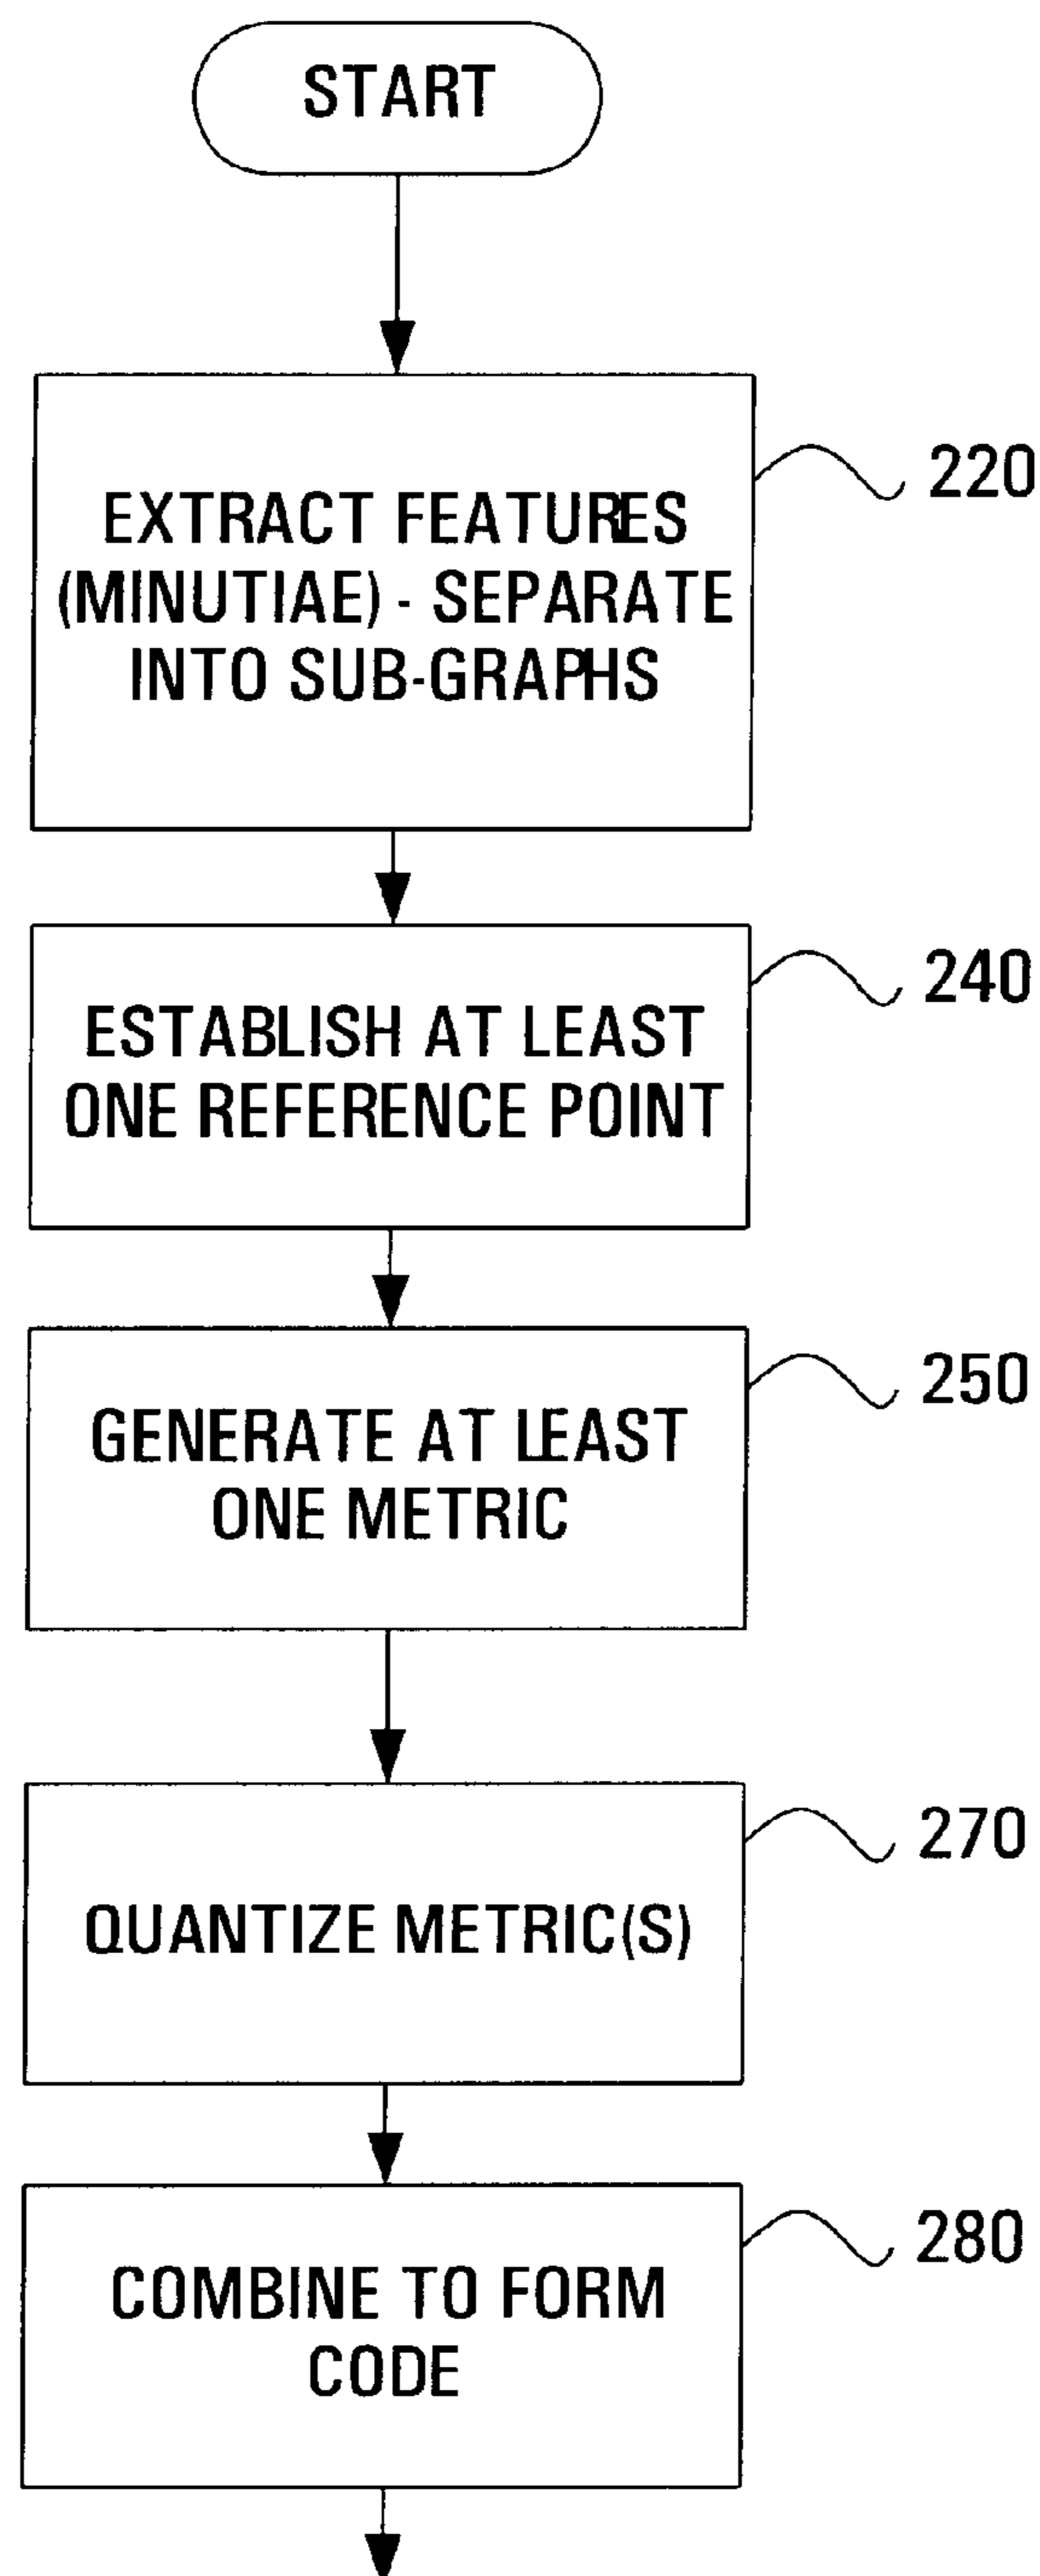 START
EXTRACT FEATURES
(MINUTIAE) - SEPARATE
INTO SUB-GRAPHS
220
ESTABLISH AT LEAST
ONE REFERENCE POINT
240
GENERATE AT LEAST
ONE METRIC
250
QUANTIZE METRIC(S)
270
COMBINE TO FORM
CODE
280